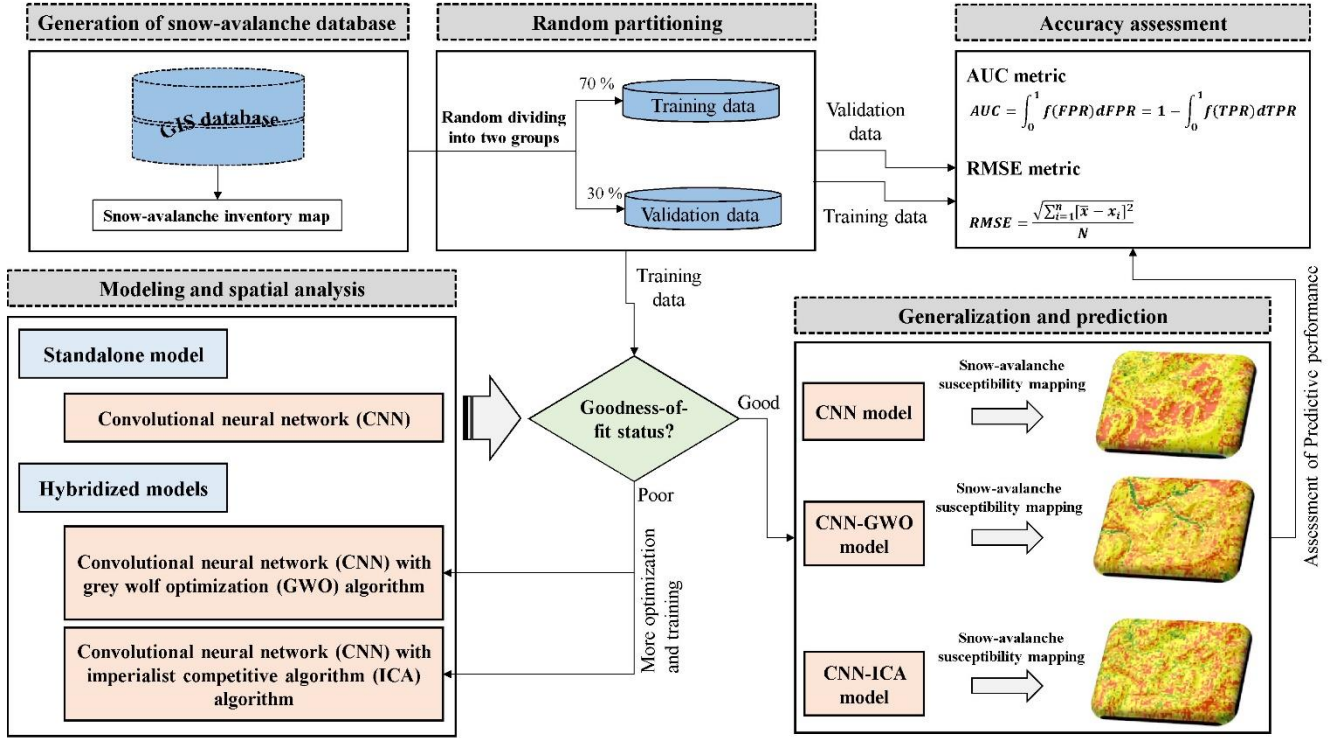 Generation of snow-avalanche database
GIS database
Snow-avalanche inventory map
Random partitioning
Random dividing
into two groups
70 %
Training data
30 %
Validation data
Validation
data
Training data
Accuracy assessment
AUC metric
AUC = ∫₀¹ f(FPR)dFPR = 1 − ∫₀¹ f(TPR)dTPR
RMSE metric
RMSE = √(∑ⁿᵢ₌₁[x̄ − xᵢ]²) / N
Modeling and spatial analysis
Standalone model
Convolutional neural network (CNN)
Hybridized models
Convolutional neural network (CNN) with
grey wolf optimization (GWO) algorithm
Convolutional neural network (CNN) with
imperialist competitive algorithm (ICA)
algorithm
Training
data
Goodness-of-
fit status?
Good
Poor
More optimization
and training
Generalization and prediction
CNN model
Snow-avalanche
susceptibility mapping
CNN-GWO
model
Snow-avalanche
susceptibility mapping
CNN-ICA
model
Snow-avalanche
susceptibility mapping
Assessment of Predictive performance